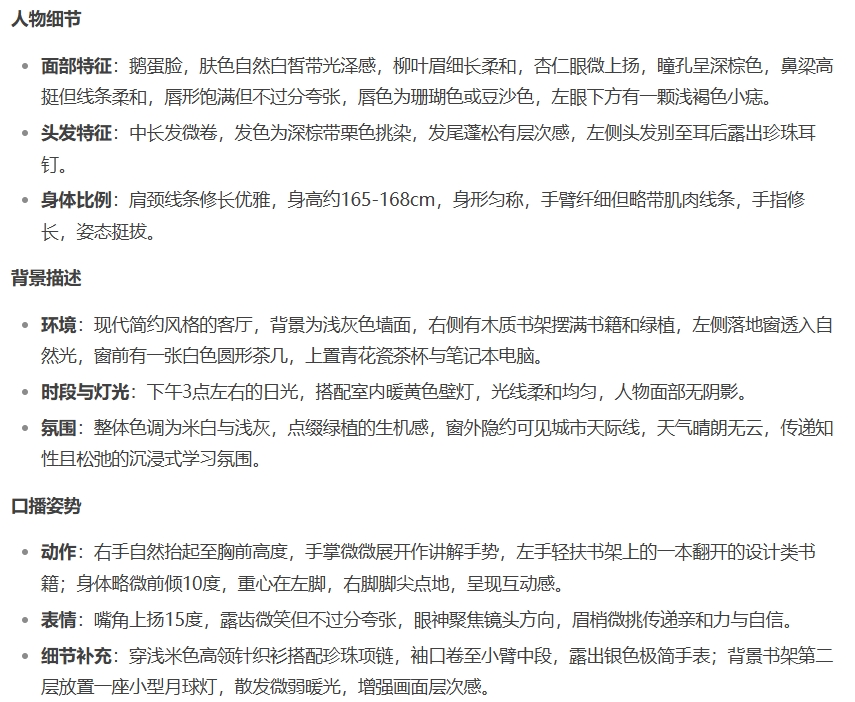 人物细节
• 面部特征：鹅蛋脸，肤色自然白皙带光泽感，柳叶眉细长柔和，杏仁眼微上扬，瞳孔呈深棕色，鼻梁高
挺但线条柔和，唇形饱满但不过分夸张，唇色为珊瑚色或豆沙色，左眼下方有一颗浅褐色小痣。
• 头发特征：中长发微卷，发色为深棕带栗色挑染，发尾蓬松有层次感，左侧头发别至耳后露出珍珠耳
钉。
• 身体比例：肩颈线条修长优雅，身高约165-168cm，身形匀称，手臂纤细但略带肌肉线条，手指修
长，姿态挺拔。
背景描述
• 环境：现代简约风格的客厅，背景为浅灰色墙面，右侧有木质书架摆满书籍和绿植，左侧落地窗透入自
然光，窗前有一张白色圆形茶几，上置青花瓷茶杯与笔记本电脑。
• 时段与灯光：下午3点左右的日光，搭配室内暖黄色壁灯，光线柔和均匀，人物面部无阴影。
• 氛围：整体色调为米白与浅灰，点缀绿植的生机感，窗外隐约可见城市天际线，天气晴朗无云，传递知
性且松弛的沉浸式学习氛围。
口播姿势
• 动作：右手自然抬起至胸前高度，手掌微微展开作讲解手势，左手轻扶书架上的一本翻开的设计类书
籍；身体略微前倾10度，重心在左脚，右脚脚尖点地，呈现互动感。
• 表情：嘴角上扬15度，露齿微笑但不过分夸张，眼神聚焦镜头方向，眉梢微挑传递亲和力与自信。
• 细节补充：穿浅米色高领针织衫搭配珍珠项链，袖口卷至小臂中段，露出银色极简手表；背景书架第二
层放置一座小型月球灯，散发微弱暖光，增强画面层次感。